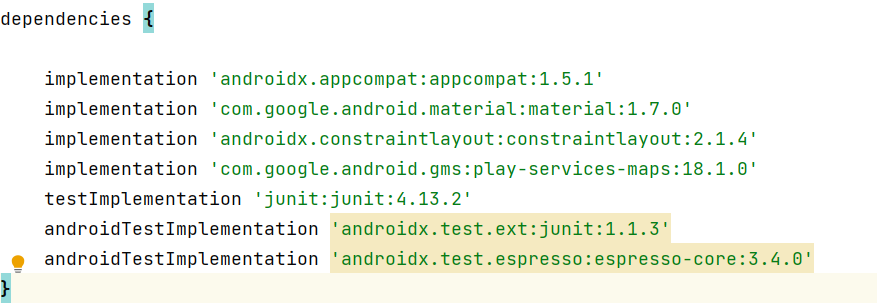 dependencies {
implementation 'androidx.appcompat:appcompat:1.5.1'
implementation 'com.google.android.material:material:1.7.0'
implementation 'androidx.constraintlayout:constraintlayout:2.1.4'
implementation 'com.google.android.gms:play-services-maps:18.1.0'
testImplementation 'junit:junit:4.13.2'
androidTestImplementation 'androidx.test.ext:junit:1.1.3'
androidTestImplementation 'androidx.test.espresso:espresso-core:3.4.0'
}